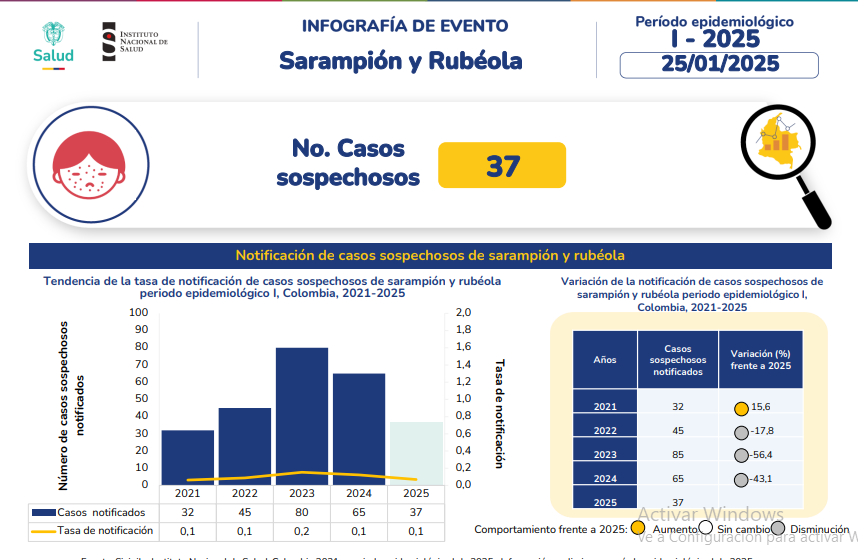 Salud
INSTITUTO
NACIONAL DE
SALUD
INFOGRAFÍA DE EVENTO
Sarampión y Rubéola
Período epidemiológico
I - 2025
25/01/2025
No. Casos
sospechosos
37
Notificación de casos sospechosos de sarampión y rubéola
Tendencia de la tasa de notificación de casos sospechosos de sarampión y rubéola
periodo epidemiológico I, Colombia, 2021-2025
Número de casos sospechosos
notificados
100
90
80
70
60
50
40
30
20
10
0
2,0
1,8
1,6
1,4
1,2
1,0
0,8
0,6
0,4
0,2
0,0
Tasa de notificación
2021 2022 2023 2024 2025
Casos notificados 32 45 80 65 37
Tasa de notificación 0,1 0,1 0,2 0,1 0,1
Variación de la notificación de casos sospechosos de
sarampión y rubéola periodo epidemiológico I,
Colombia, 2021-2025
Años
Casos
sospechosos
notificados
Variación (%)
frente a 2025
2021 32 15,6
2022 45 -17,8
2023 85 -56,4
2024 65 -43,1
2025 37
Comportamiento frente a 2025: Aumento Sin cambio Disminución
Activar Windows
Ve a Configuración para activar W